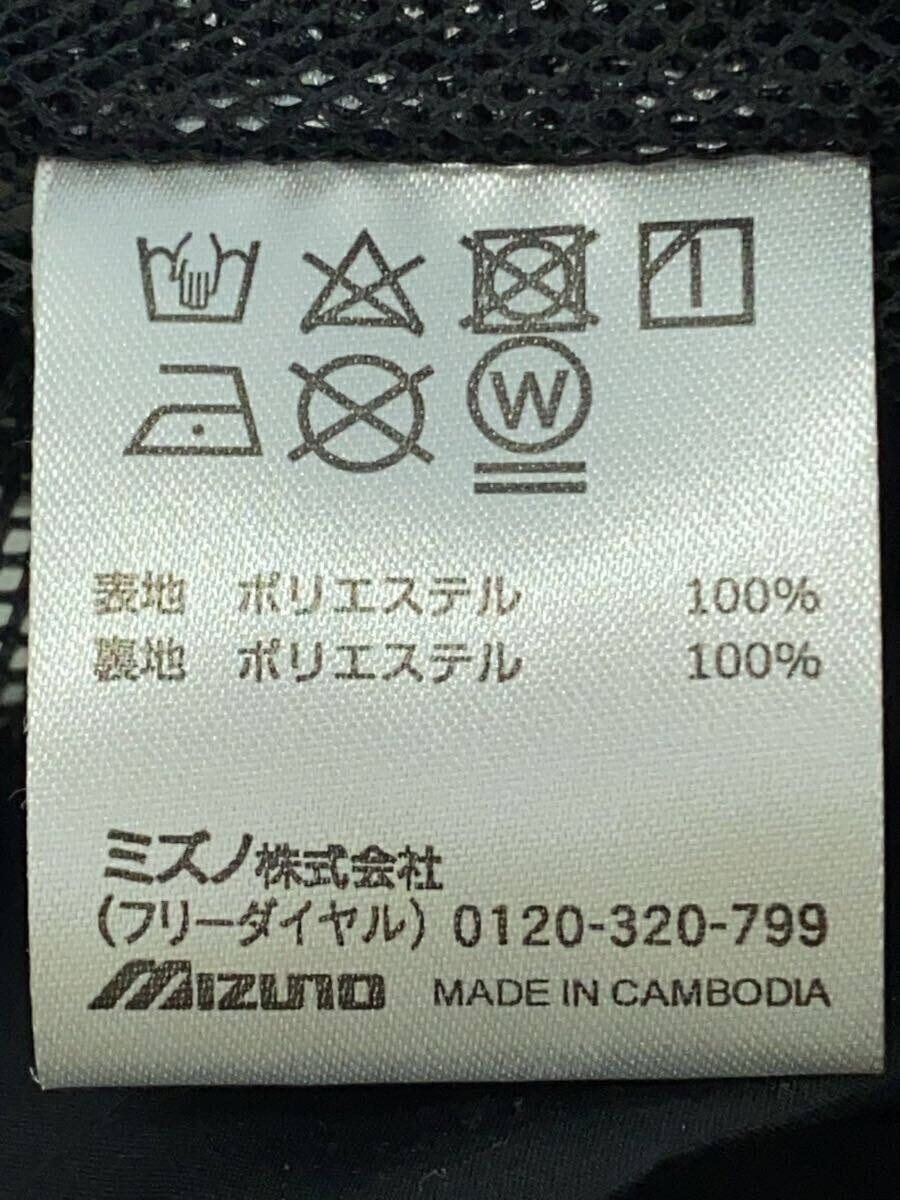 W
表地 ポリエステル 100%
裏地 ポリエステル 100%
ミズノ株式会社
(フリーダイヤル) 0120-320-799
MIZUNO MADE IN CAMBODIA